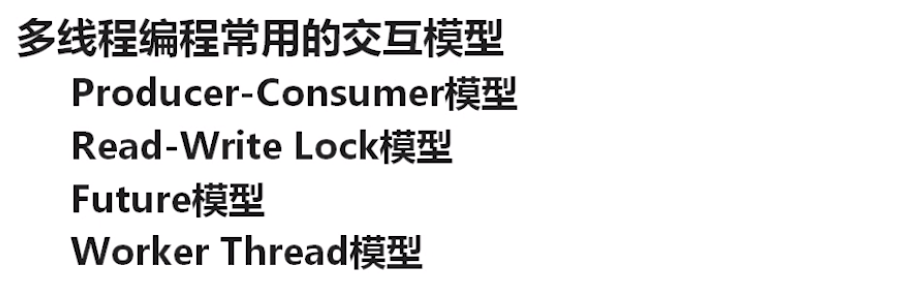 多线程编程常用的交互模型
Producer-Consumer模型
Read-Write Lock模型
Future模型
Worker Thread模型